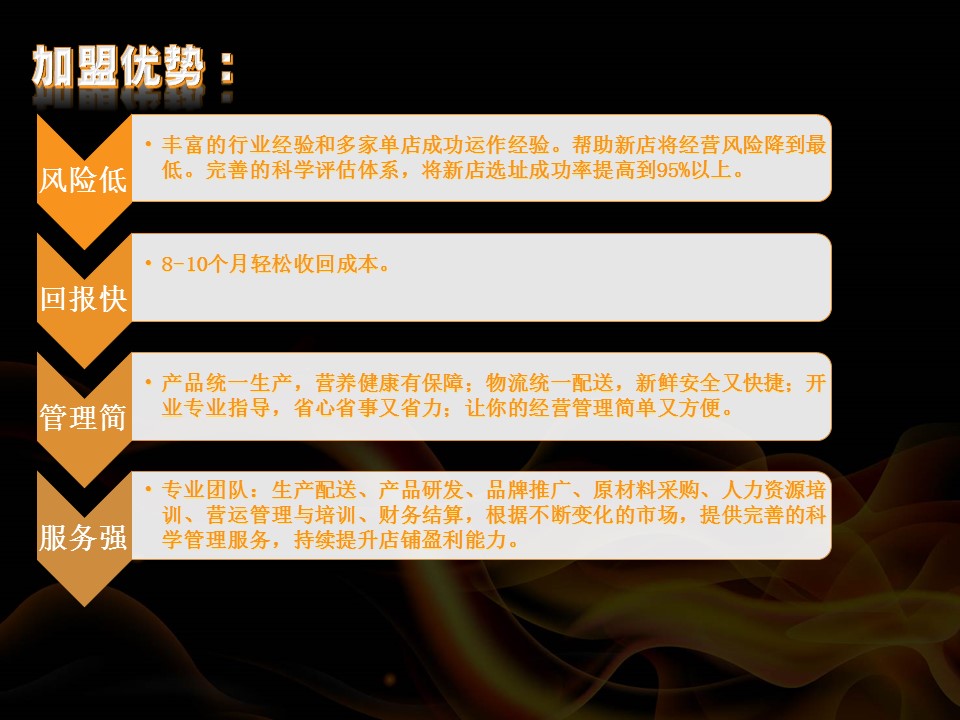 加盟优势：
风险低
• 丰富的行业经验和多家单店成功运作经验。帮助新店将经营风险降到最
低。完善的科学评估体系，将新店选址成功率提高到95%以上。
回报快
• 8-10个月轻松收回成本。
管理简
• 产品统一生产，营养健康有保障；物流统一配送，新鲜安全又快捷；开
业专业指导，省心省事又省力；让你的经营管理简单又方便。
服务强
• 专业团队：生产配送、产品研发、品牌推广、原材料采购、人力资源培
训、营运管理与培训、财务结算，根据不断变化的市场，提供完善的科
学管理服务，持续提升店铺盈利能力。